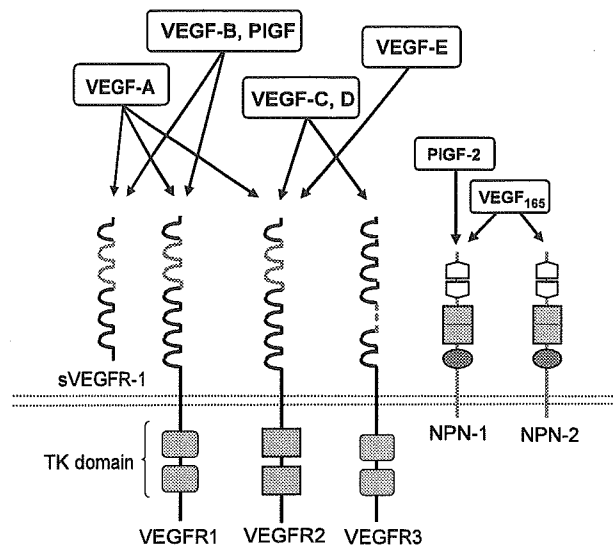 VEGF-B, PlGF
VEGF-E
VEGF-A
VEGF-C, D
PlGF-2
VEGF165
sVEGFR-1
NPN-1
NPN-2
TK domain
VEGFR1
VEGFR2
VEGFR3